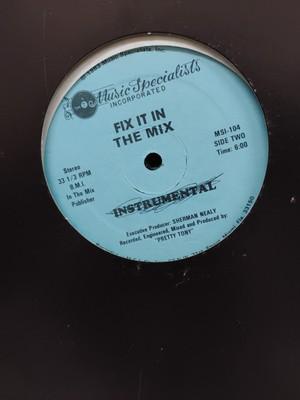 Music Specialists
INCORPORATED
FIX IT IN
THE MIX
Stereo
33 1/3 RPM
B.M.I.
In The Mix
Publisher
MSI-104
SIDE TWO
Time: 6:00
INSTRUMENTAL
Executive Producer: SHERMAN NEALY
Recorded, Engineered, Mixed and Produced by:
"PRETTY TONY"
33150